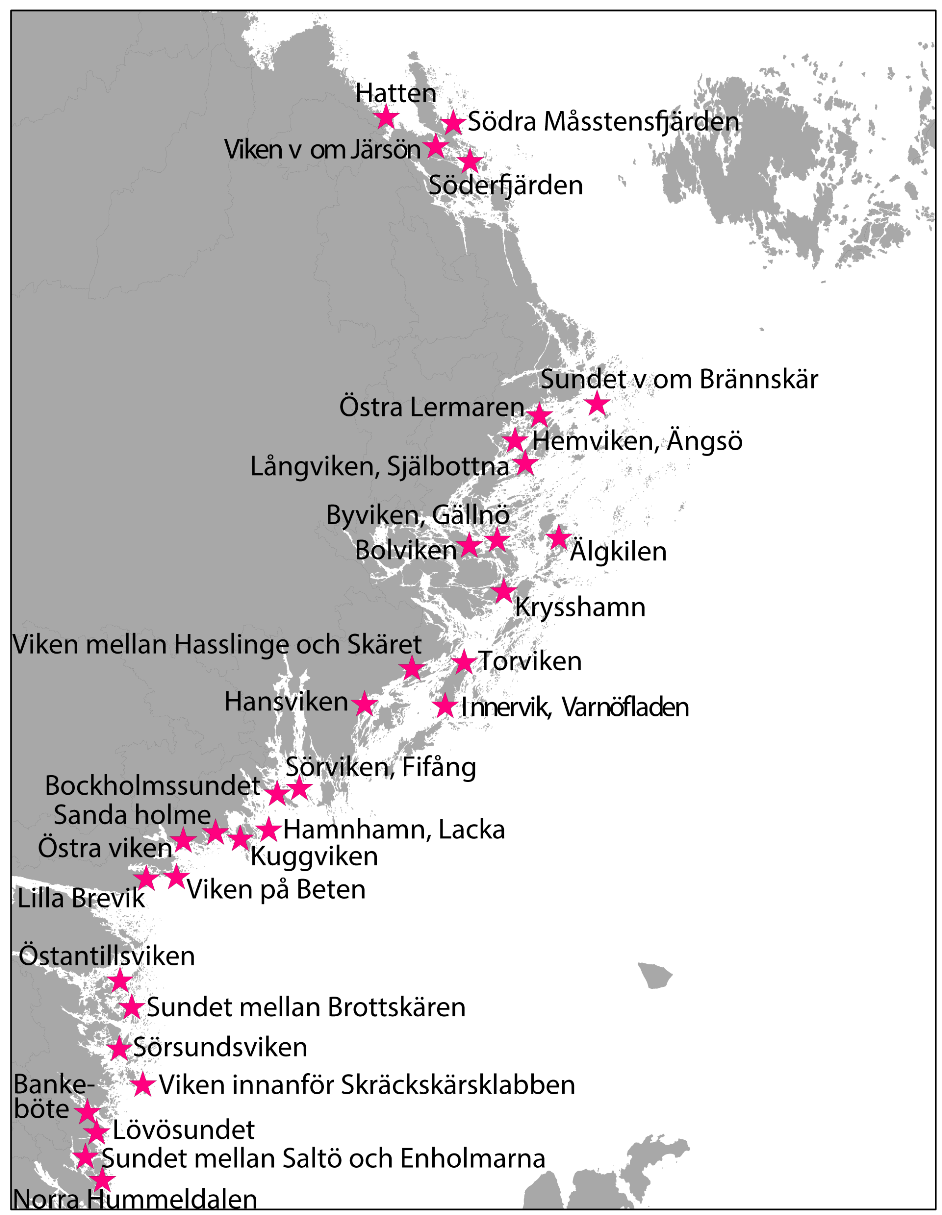 Hatten
Södra Måsstensfjärden
Viken v om Järsön
Söderfjärden
Sundet v om Brännskär
Östra Lermaren
Hemviken, Ängsö
Långviken, Själbottna
Byviken, Gällnö
Bolviken
Älgkilen
Krysshamn
Viken mellan Hasslinge och Skäret
Torviken
Hansviken
Innervik, Varnöfladen
Sörviken, Fifång
Bockholmssundet
Sanda holme
Hamnhamn, Lacka
Östra viken
Kuggviken
Viken på Beten
Lilla Brevik
Östantillsviken
Sundet mellan Brottskären
Sörsundsviken
Viken innanför Skräckskärsklabben
Banke-
böte
Lövösundet
Sundet mellan Saltö och Enholmarna
Norra Hummeldalen